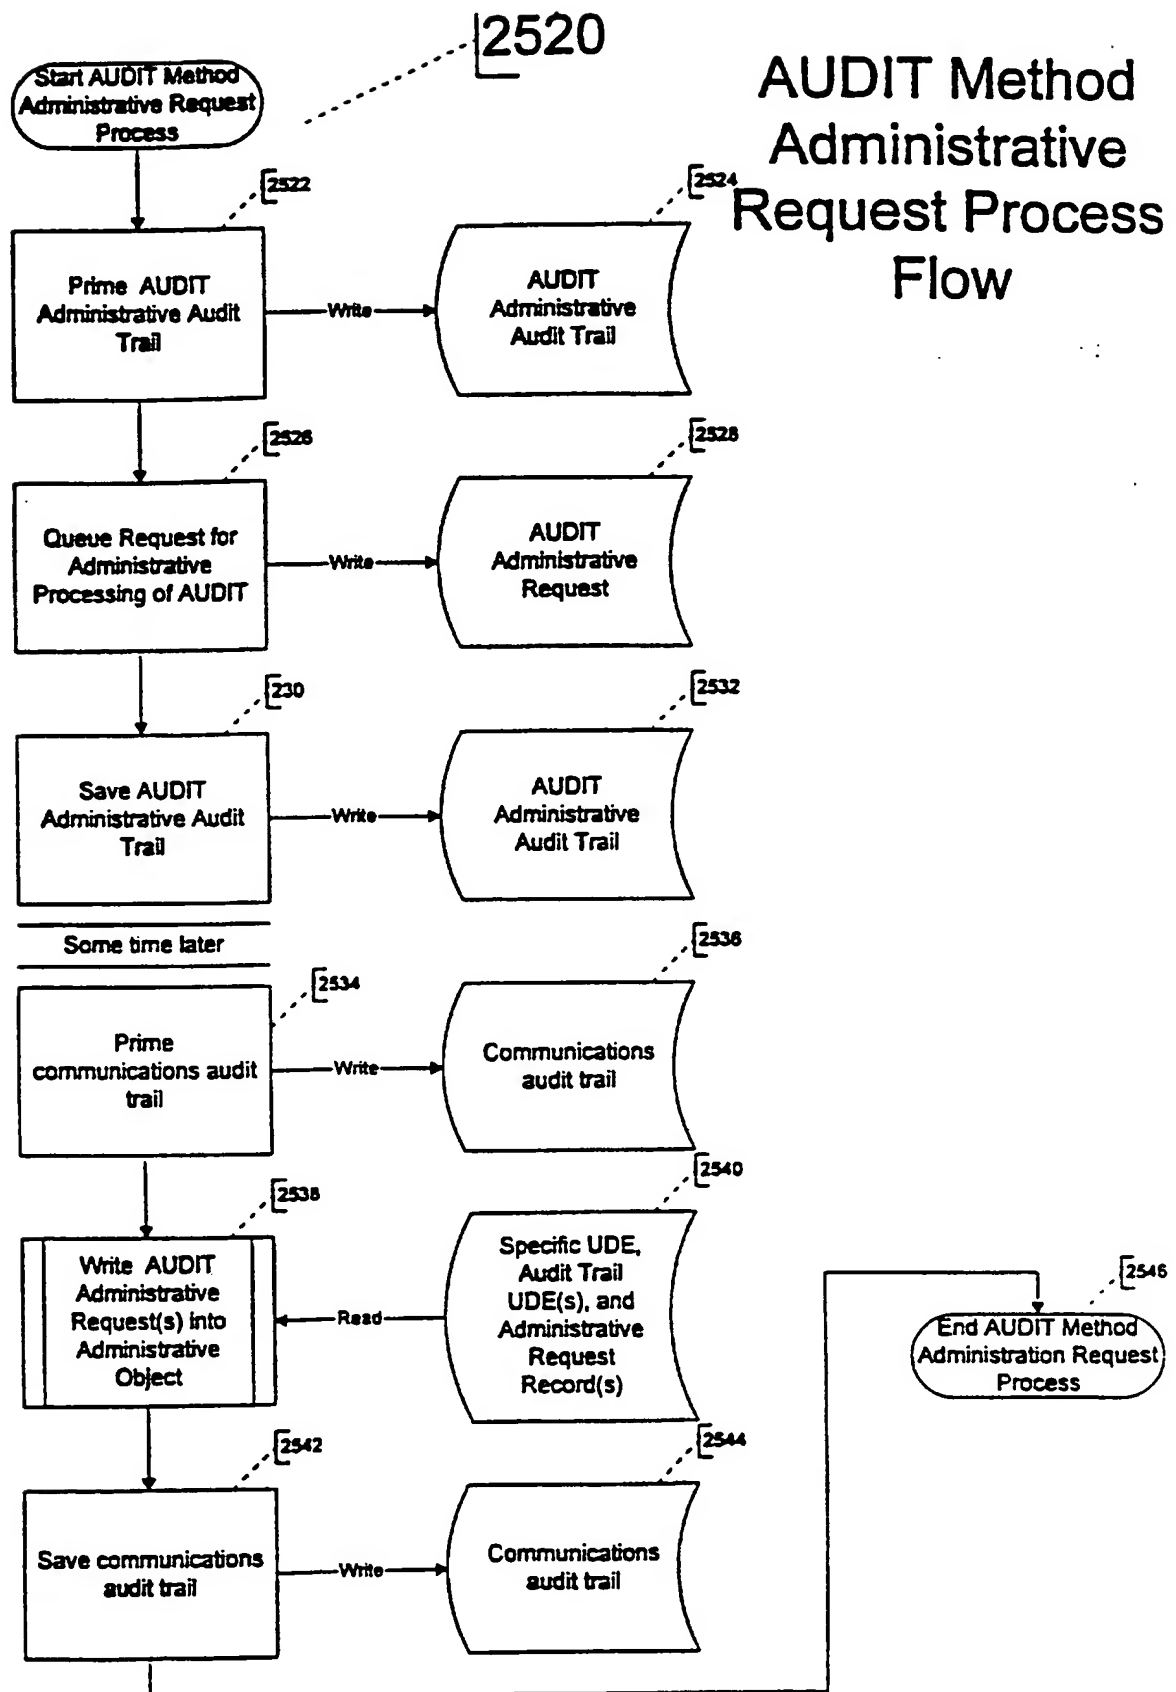 2520
AUDIT Method
Administrative
Request Process
Flow
Start AUDIT Method
Administrative Request
Process
2522
2524
Prime AUDIT
Administrative Audit
Trail
Write
AUDIT
Administrative
Audit Trail
2526
2528
Queue Request for
Administrative
Processing of AUDIT
Write
AUDIT
Administrative
Request
230
2532
Save AUDIT
Administrative Audit
Trail
Write
AUDIT
Administrative
Audit Trail
Some time later
2534
2536
Prime
communications audit
trail
Write
Communications
audit trail
2538
2540
Write AUDIT
Administrative
Request(s) into
Administrative
Object
Read
Specific UDE,
Audit Trail
UDE(s), and
Administrative
Request
Record(s)
2546
End AUDIT Method
Administration Request
Process
2542
2544
Save communications
audit trail
Write
Communications
audit trail